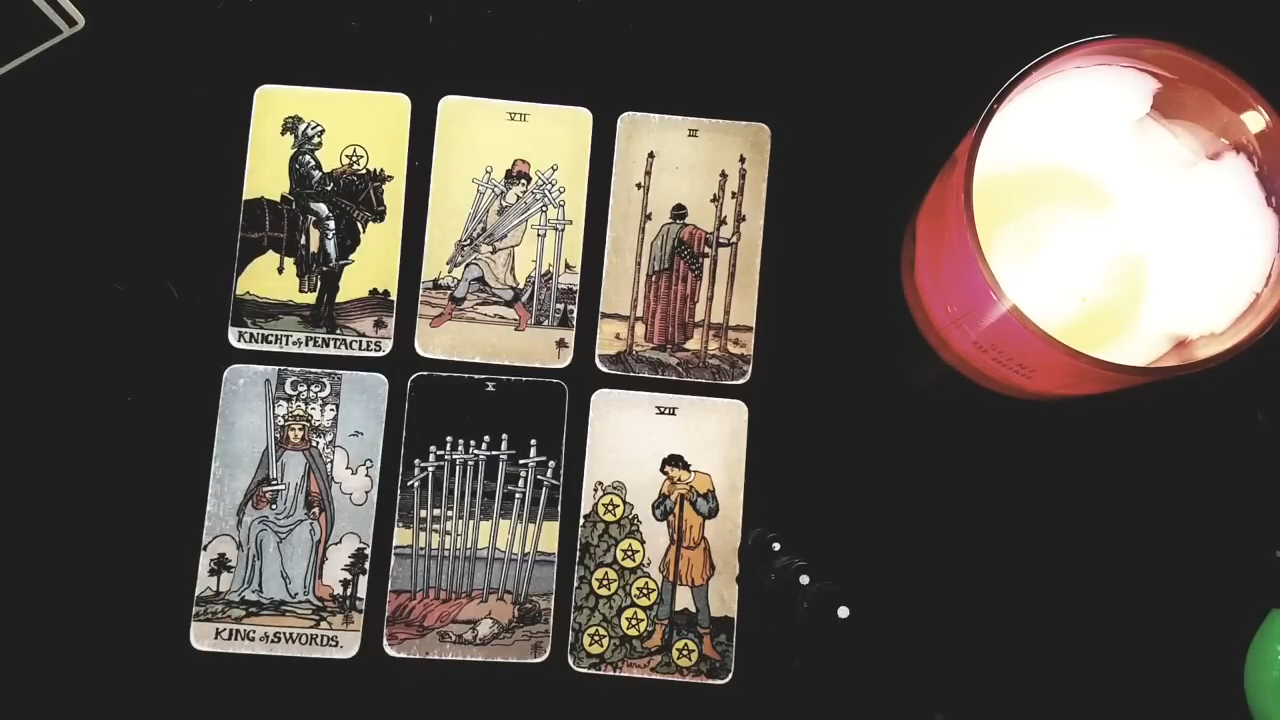 VII
III
KNIGHT of PENTACLES.
X
VII
KING of SWORDS.